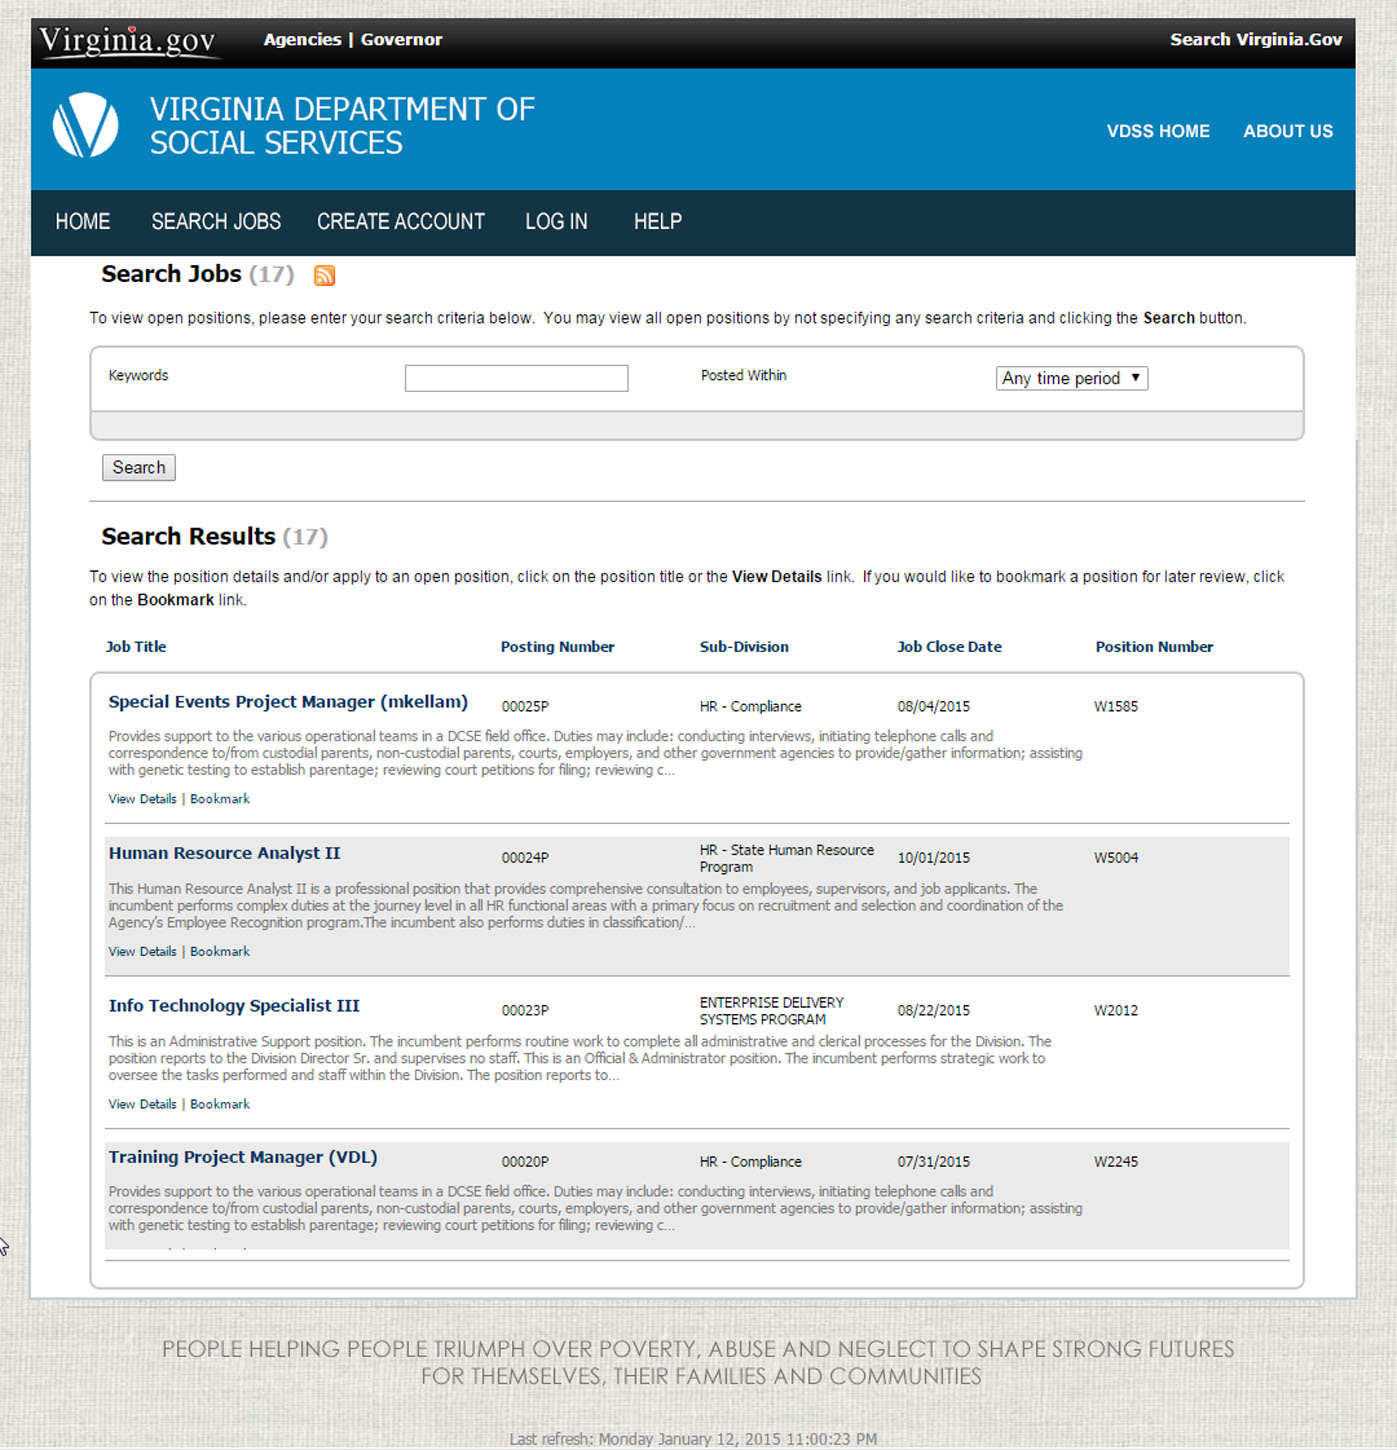 Virginia.gov Agencies | Governor Search Virginia.Gov
VIRGINIA DEPARTMENT OF
SOCIAL SERVICES
VDSS HOME ABOUT US
HOME SEARCH JOBS CREATE ACCOUNT LOG IN HELP
Search Jobs (17)
To view open positions, please enter your search criteria below. You may view all open positions by not specifying any search criteria and clicking the Search button.
Keywords Posted Within Any time period
Search
Search Results (17)
To view the position details and/or apply to an open position, click on the position title or the View Details link. If you would like to bookmark a position for later review, click
on the Bookmark link.
Job Title Posting Number Sub-Division Job Close Date Position Number
Special Events Project Manager (mkellam) 00025P HR - Compliance 08/04/2015 W1585
Provides support to the various operational teams in a DCSE field office. Duties may include: conducting interviews, initiating telephone calls and
correspondence to/from custodial parents, non-custodial parents, courts, employers, and other government agencies to provide/gather information; assisting
with genetic testing to establish parentage; reviewing court petitions for filing; reviewing c...
View Details | Bookmark
Human Resource Analyst II 00024P HR - State Human Resource Program 10/01/2015 W5004
This Human Resource Analyst II is a professional position that provides comprehensive consultation to employees, supervisors, and job applicants. The
incumbent performs complex duties at the journey level in all HR functional areas with a primary focus on recruitment and selection and coordination of the
Agency's Employee Recognition program.The incumbent also performs duties in classification/...
View Details | Bookmark
Info Technology Specialist III 00023P ENTERPRISE DELIVERY SYSTEMS PROGRAM 08/22/2015 W2012
This is an Administrative Support position. The incumbent performs routine work to complete all administrative and clerical processes for the Division. The
position reports to the Division Director Sr. and supervises no staff. This is an Official & Administrator position. The incumbent performs strategic work to
oversee the tasks performed and staff within the Division. The position reports to...
View Details | Bookmark
Training Project Manager (VDL) 00020P HR - Compliance 07/31/2015 W2245
Provides support to the various operational teams in a DCSE field office. Duties may include: conducting interviews, initiating telephone calls and
correspondence to/from custodial parents, non-custodial parents, courts, employers, and other government agencies to provide/gather information; assisting
with genetic testing to establish parentage; reviewing court petitions for filing; reviewing c...
PEOPLE HELPING PEOPLE TRIUMPH OVER POVERTY, ABUSE AND NEGLECT TO SHAPE STRONG FUTURES
FOR THEMSELVES, THEIR FAMILIES AND COMMUNITIES
Last refresh: Monday January 12, 2015 11:00:23 PM